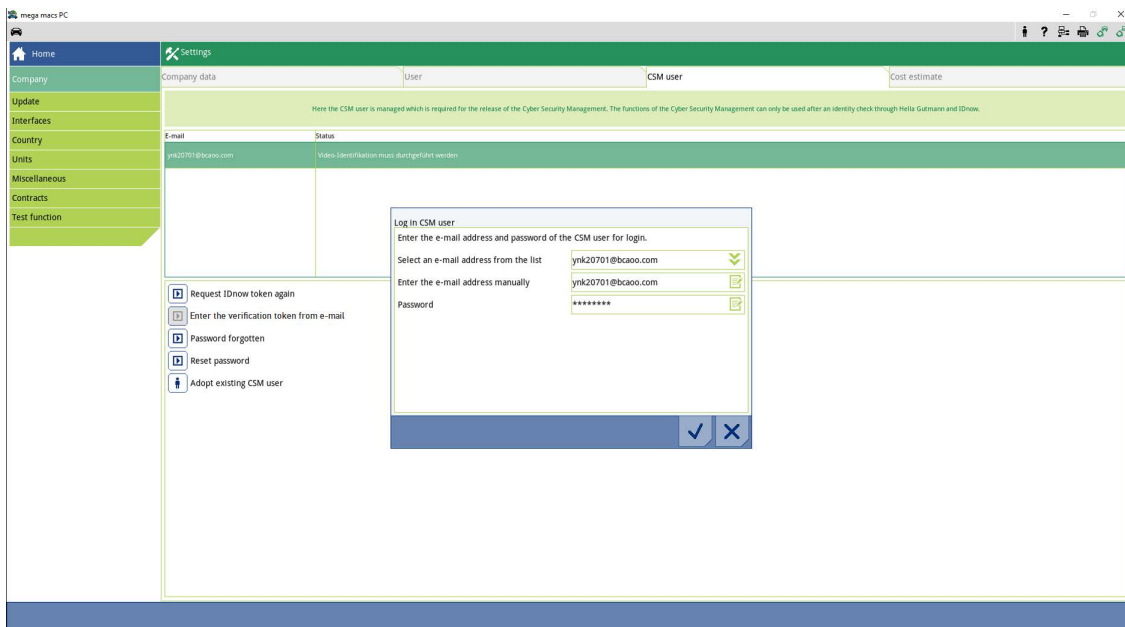 mega macs PC
Home
Settings
Company
Company data
User
CSM user
Cost estimate
Update
Interfaces
Country
Units
Miscellaneous
Contracts
Test function
Here the CSM user is managed which is required for the release of the Cyber Security Management. The functions of the Cyber Security Management can only be used after an identity check through Hella Gutmann and IDnow.
E-mail
Status
ynk20701@bcaoo.com
Video-Identifikation muss durchgeführt werden
Log in CSM user
Enter the e-mail address and password of the CSM user for login.
Select an e-mail address from the list
ynk20701@bcaoo.com
Enter the e-mail address manually
ynk20701@bcaoo.com
Password
********
Request IDnow token again
Enter the verification token from e-mail
Password forgotten
Reset password
Adopt existing CSM user